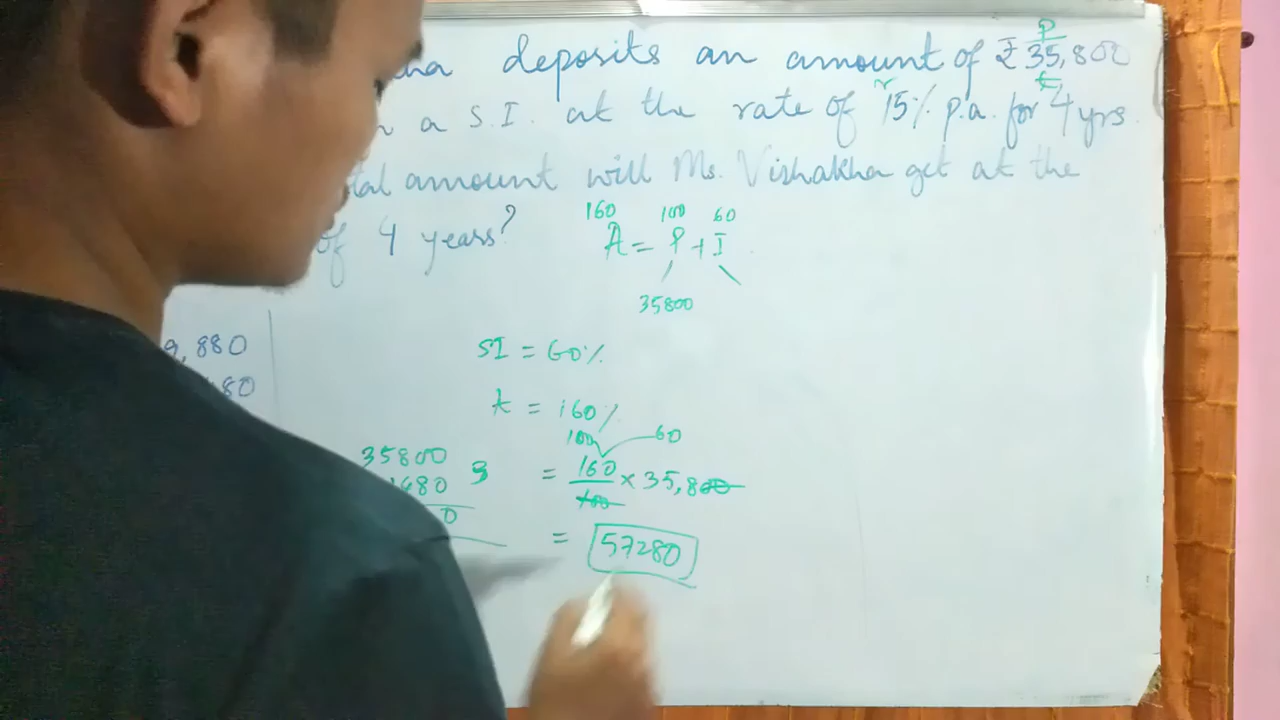 deposits an amount of ₹ 35,800
P
a S.I. at the rate of 15% p.a. for 4 yrs.
r
t
amount will Ms. Vishakha get at the
of 4 years?
160 100 60
A = P + I
35800
SI = 60%
9,880
80
t = 160%
100 60
= 160/100 × 35,800
35800
680
0
= 57280